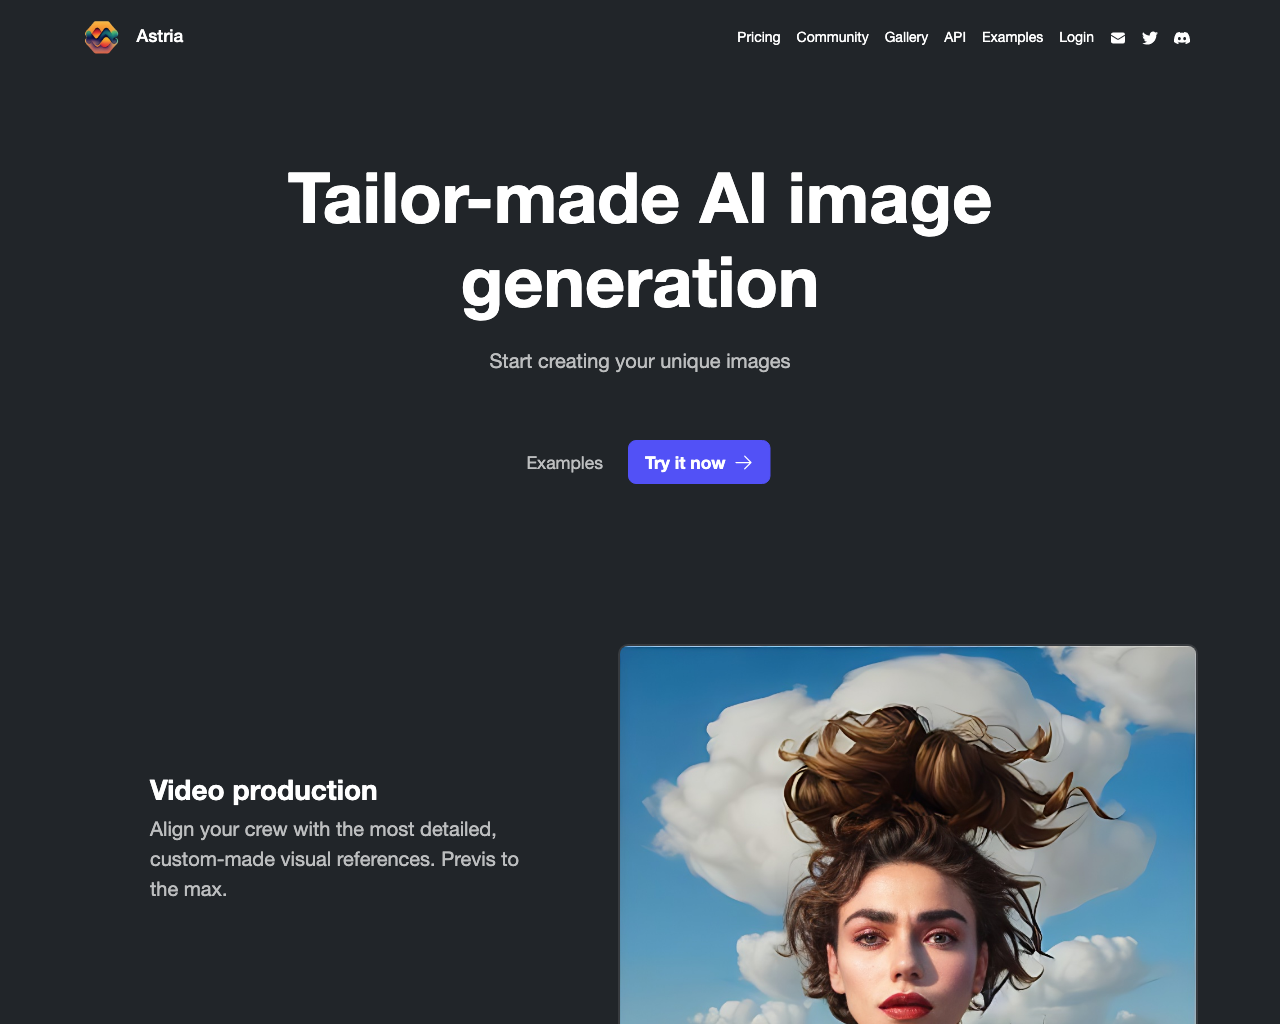 Astria
Pricing Community Gallery API Examples Login
Tailor-made AI image
generation
Start creating your unique images
Examples Try it now
Video production
Align your crew with the most detailed,
custom-made visual references. Previs to
the max.